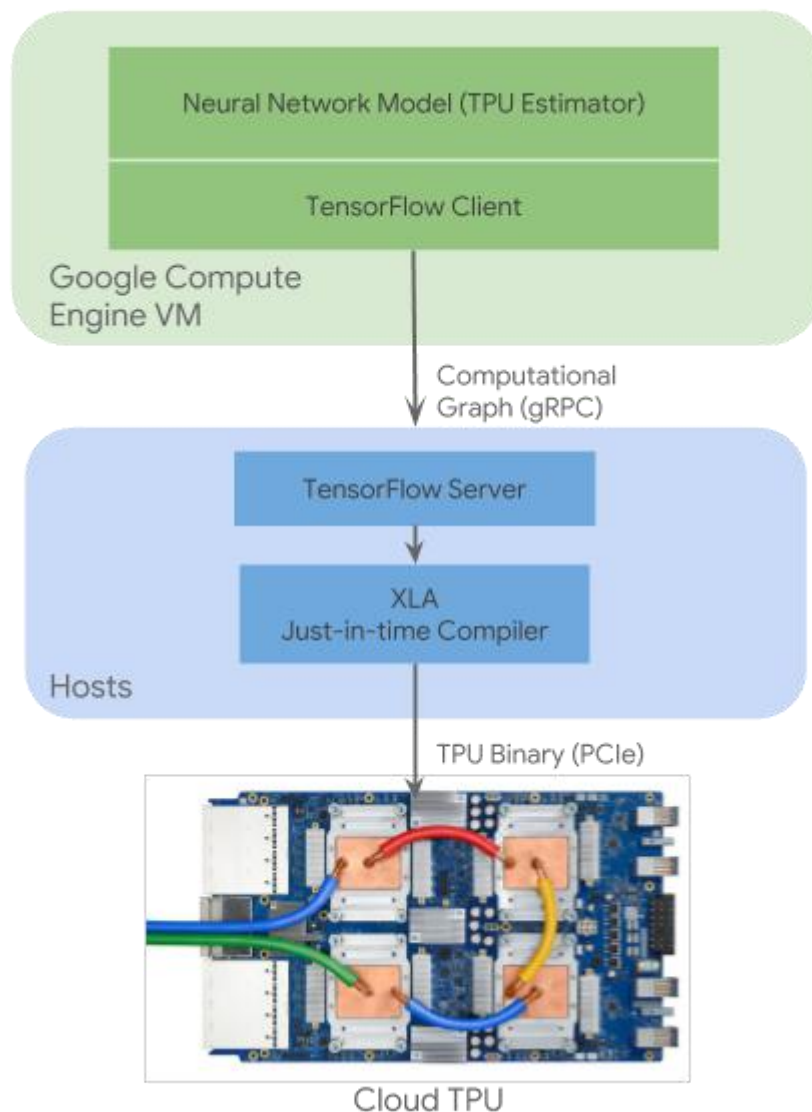 Neural Network Model (TPU Estimator)
TensorFlow Client
Google Compute
Engine VM
Computational
Graph (gRPC)
TensorFlow Server
XLA
Just-in-time Compiler
Hosts
TPU Binary (PCIe)
Cloud TPU